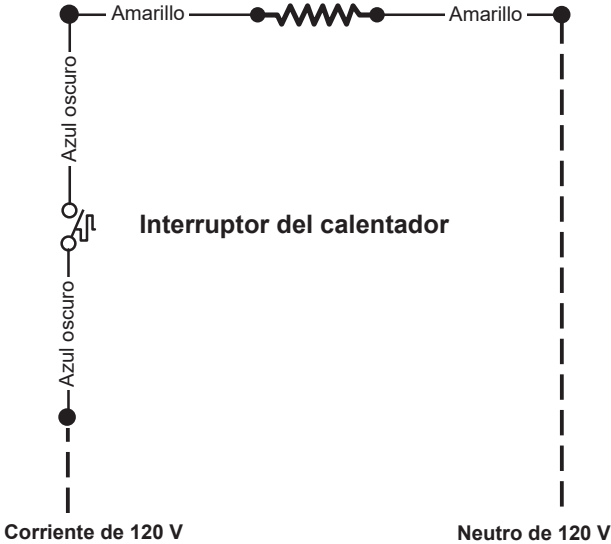 Amarillo
Amarillo
Azul oscuro
Interruptor del calentador
Azul oscuro
Corriente de 120 V
Neutro de 120 V